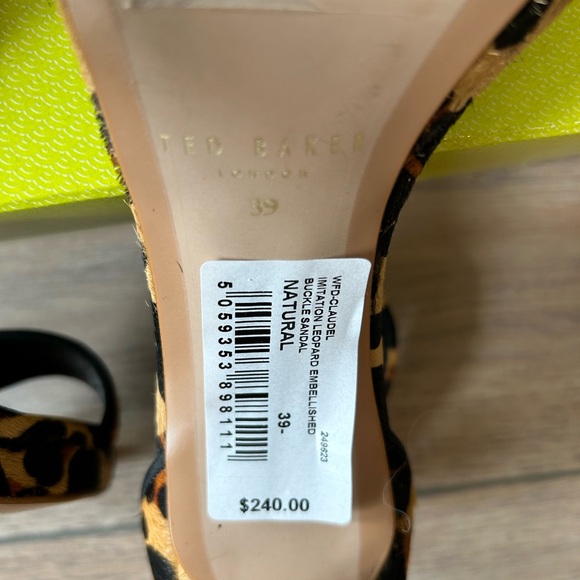 TED BAKER
LONDON
39
WFD-CLAUDEL
IMITATION LEOPARD EMBELLISHED
BUCKLE SANDAL
NATURAL
249623
39-
5 059353 898111
$240.00